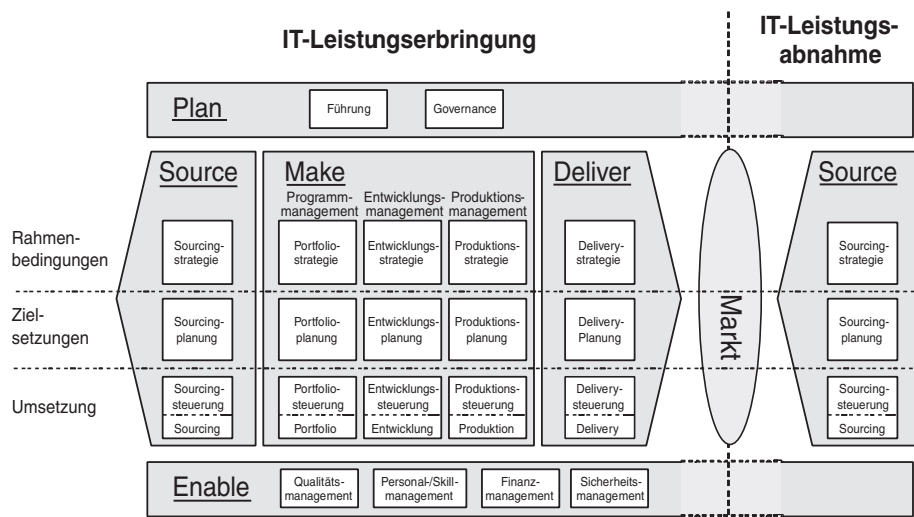 IT-Leistungserbringung
IT-Leistungs-
abnahme
Plan
Führung
Governance
Source
Make
Deliver
Source
Programm-
management
Entwicklungs-
management
Produktions-
management
Rahmen-
bedingungen
Sourcing-
strategie
Portfolio-
strategie
Entwicklungs-
strategie
Produktions-
strategie
Delivery-
strategie
Sourcing-
strategie
Markt
Ziel-
setzungen
Sourcing-
planung
Portfolio-
planung
Entwicklungs-
planung
Produktions-
planung
Delivery-
Planung
Sourcing-
planung
Umsetzung
Sourcing-
steuerung
Sourcing
Portfolio-
steuerung
Portfolio
Entwicklungs-
steuerung
Entwicklung
Produktions-
steuerung
Produktion
Delivery-
steuerung
Delivery
Sourcing-
steuerung
Sourcing
Enable
Qualitäts-
management
Personal-/Skill-
management
Finanz-
management
Sicherheits-
management